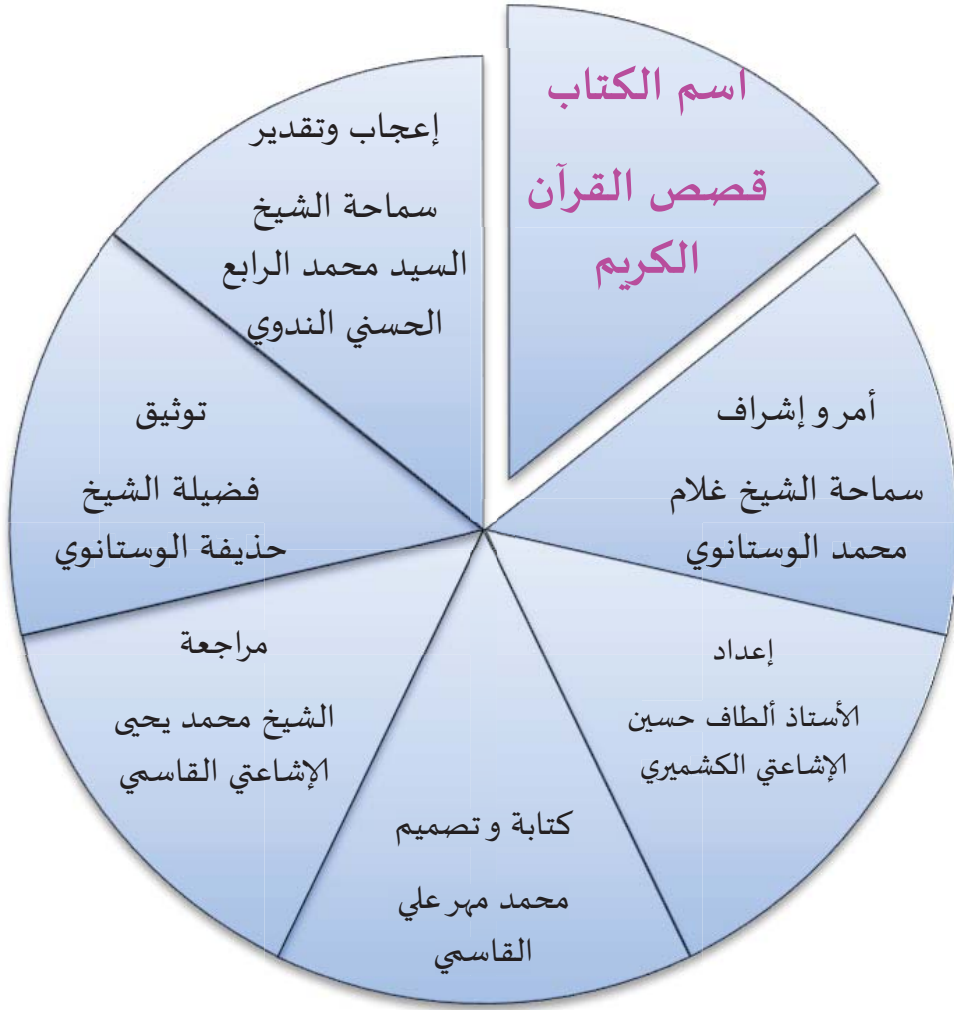 اسم الكتاب
قصص القرآن
الكريم
أمر و إشراف
سماحة الشيخ غلام
محمد الوستانوي
إعداد
الأستاذ ألطاف حسين
الإشاعتي الكشميري
كتابة و تصميم
محمد مهر علي
القاسمي
مراجعة
الشيخ محمد يحيى
الإشاعتي القاسمي
توثيق
فضيلة الشيخ
حذيفة الوستانوي
إعجاب وتقدير
سماحة الشيخ
السيد محمد الرابع
الحسني الندوي